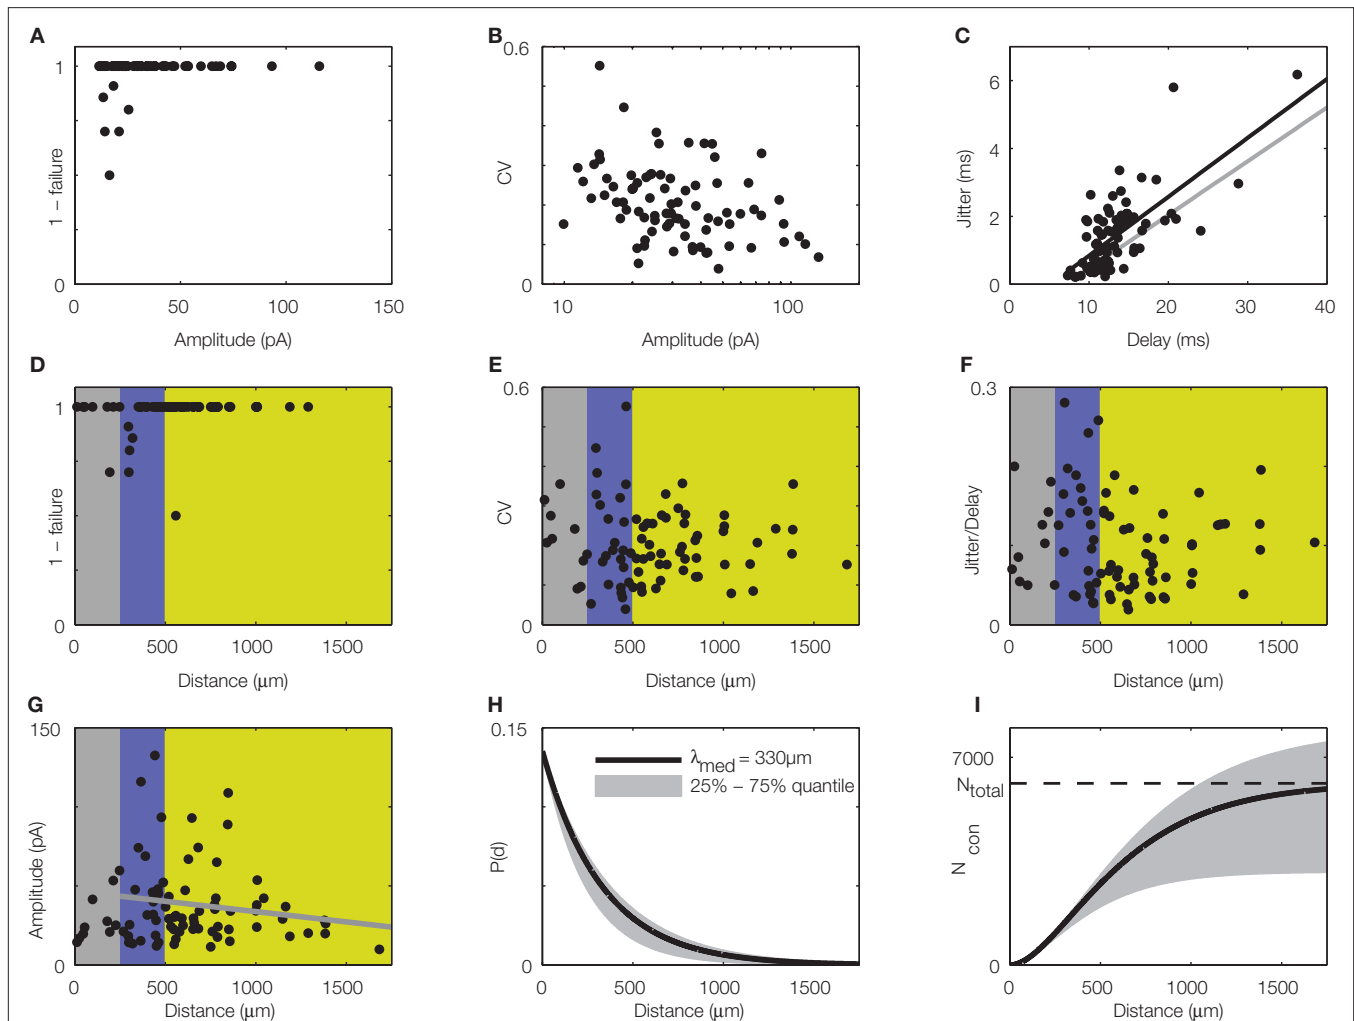 A
1 – failure
1
0
0
50
100
150
Amplitude (pA)
B
CV
0.6
0
10
100
Amplitude (pA)
C
Jitter (ms)
6
4
2
0
0
10
20
30
40
Delay (ms)
D
1 – failure
1
0
0
500
1000
1500
Distance (μm)
E
CV
0.6
0
0
500
1000
1500
Distance (μm)
F
Jitter/Delay
0.3
0
0
500
1000
1500
Distance (μm)
G
Amplitude (pA)
150
0
0
500
1000
1500
Distance (μm)
H
P(d)
0.15
0
λmed = 330μm
25% – 75% quantile
0
500
1000
1500
Distance (μm)
I
N con
7000
Ntotal
0
0
500
1000
1500
Distance (μm)